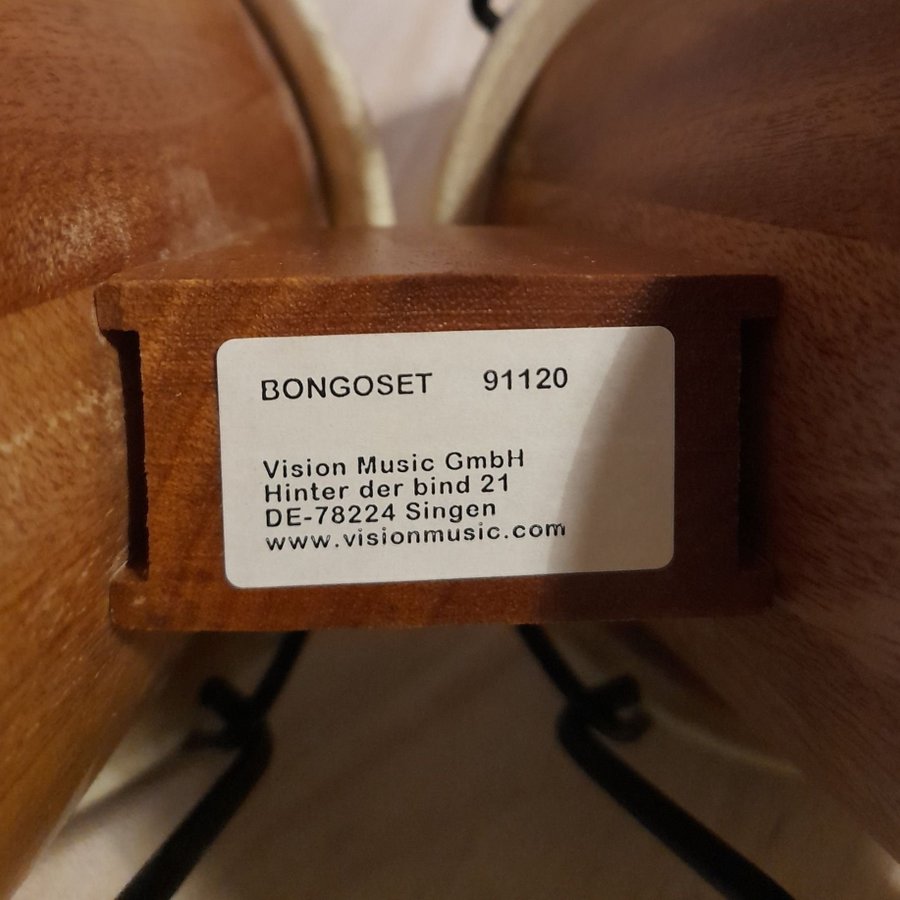 BONGOSET 91120
Vision Music GmbH
Hinter der bind 21
DE-78224 Singen
www.visionmusic.com